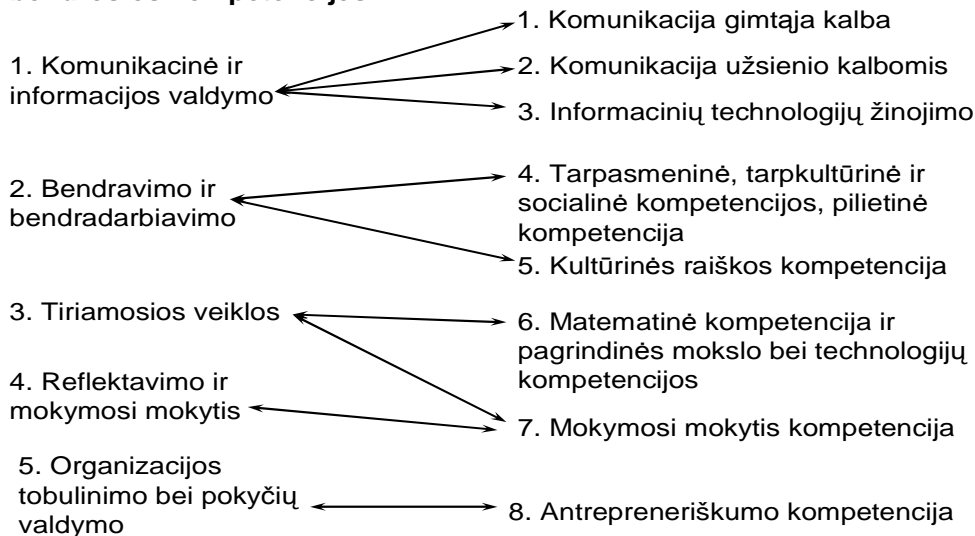 1. Komunikacija gimtąja kalba
1. Komunikacinė ir
informacijos valdymo
2. Komunikacija užsienio kalbomis
3. Informacinių technologijų žinojimo
2. Bendravimo ir
bendradarbiavimo
4. Tarpasmeninė, tarpkultūrinė ir
socialinė kompetencijos, pilietinė
kompetencija
5. Kultūrinės raiškos kompetencija
3. Tiriamosios veiklos
6. Matematinė kompetencija ir
pagrindinės mokslo bei technologijų
kompetencijos
4. Reflektavimo ir
mokymosi mokytis
7. Mokymosi mokytis kompetencija
5. Organizacijos
tobulinimo bei pokyčių
valdymo
8. Antrepreneriškumo kompetencija